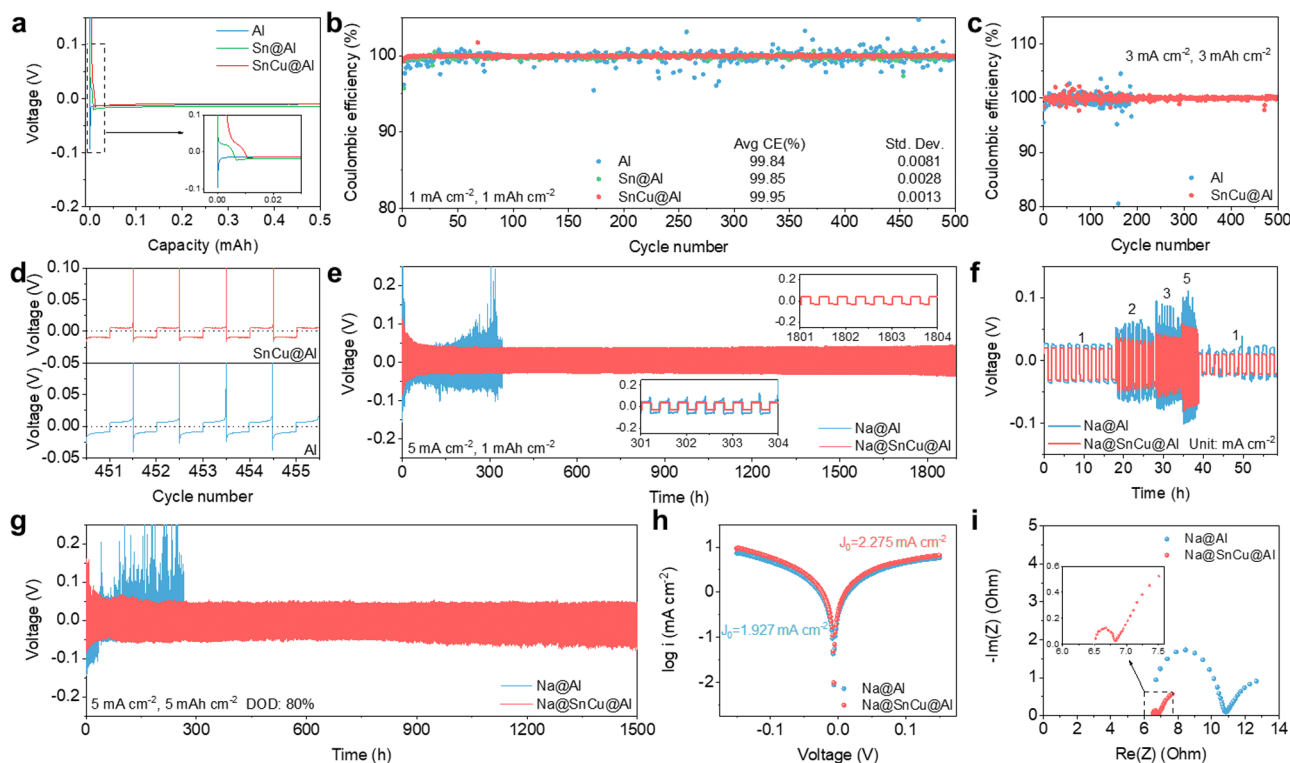 a
Al
Sn@Al
SnCu@Al
0.1
0.0
-0.1
-0.2
Voltage (V)
0.1
0.0
-0.1
0.00
0.02
0.0
0.1
0.2
0.3
0.4
0.5
Capacity (mAh)
b
100
95
90
85
80
Coulombic efficiency (%)
Avg CE(%) Std. Dev.
Al 99.84 0.0081
Sn@Al 99.85 0.0028
SnCu@Al 99.95 0.0013
1 mA cm-2, 1 mAh cm-2
0 50 100 150 200 250 300 350 400 450 500
Cycle number
c
115
110
105
100
95
90
85
80
Coulombic efficiency (%)
3 mA cm-2, 3 mAh cm-2
Al
SnCu@Al
0 100 200 300 400 500
Cycle number
d
0.10
0.05
0.00
-0.05
Voltage (V)
SnCu@Al
0.05
0.00
-0.05
Voltage (V)
Al
451 452 453 454 455
Cycle number
e
0.2
0.1
0.0
-0.1
-0.2
Voltage (V)
0.2
0.0
-0.2
1801 1802 1803 1804
0.2
0.0
-0.2
301 302 303 304
Na@Al
Na@SnCu@Al
5 mA cm-2, 1 mAh cm-2
0 300 600 900 1200 1500 1800
Time (h)
f
0.1
0.0
-0.1
Voltage (V)
1
2
3
5
1
Na@Al
Na@SnCu@Al Unit: mA cm-2
0 10 20 30 40 50
Time (h)
g
0.2
0.1
0.0
-0.1
-0.2
Voltage (V)
Na@Al
Na@SnCu@Al
5 mA cm-2, 5 mAh cm-2 DOD: 80%
0 300 600 900 1200 1500
Time (h)
h
1
0
-1
-2
log i (mA cm-2)
J0=2.275 mA cm-2
J0=1.927 mA cm-2
Na@Al
Na@SnCu@Al
-0.1 0.0 0.1
Voltage (V)
i
5
4
3
2
1
0
-Im(Z) (Ohm)
Na@Al
Na@SnCu@Al
0.6
0.4
0.2
0.0
6.0 6.5 7.0 7.5
0 2 4 6 8 10 12 14
Re(Z) (Ohm)